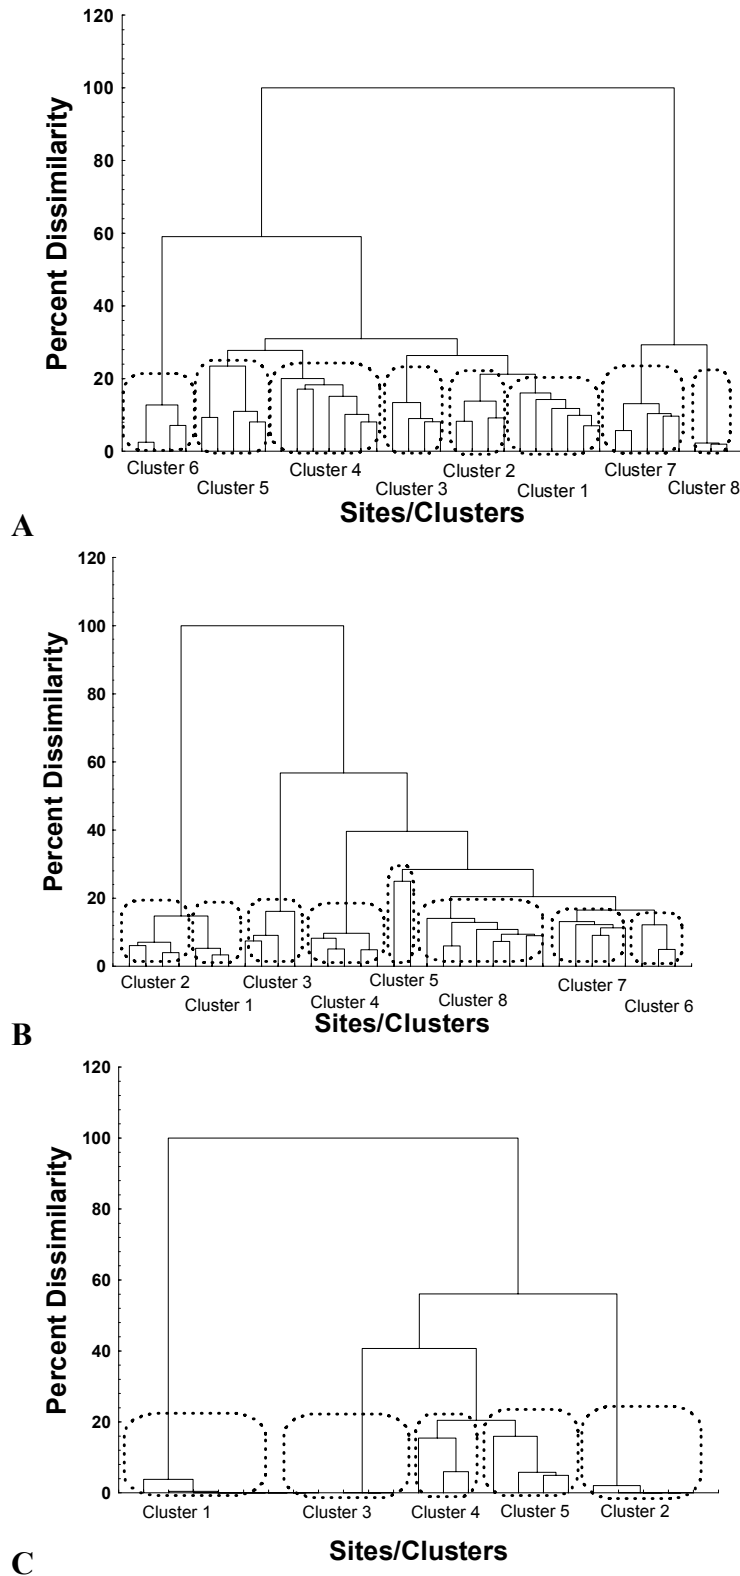 120
100
80
60
40
20
0
Percent Dissimilarity
Cluster 6
Cluster 5
Cluster 4
Cluster 3
Cluster 2
Cluster 1
Cluster 7
Cluster 8
Sites/Clusters
A
120
100
80
60
40
20
0
Percent Dissimilarity
Cluster 2
Cluster 1
Cluster 3
Cluster 4
Cluster 5
Cluster 8
Cluster 7
Cluster 6
Sites/Clusters
B
120
100
80
60
40
20
0
Percent Dissimilarity
Cluster 1
Cluster 3
Cluster 4
Cluster 5
Cluster 2
Sites/Clusters
C